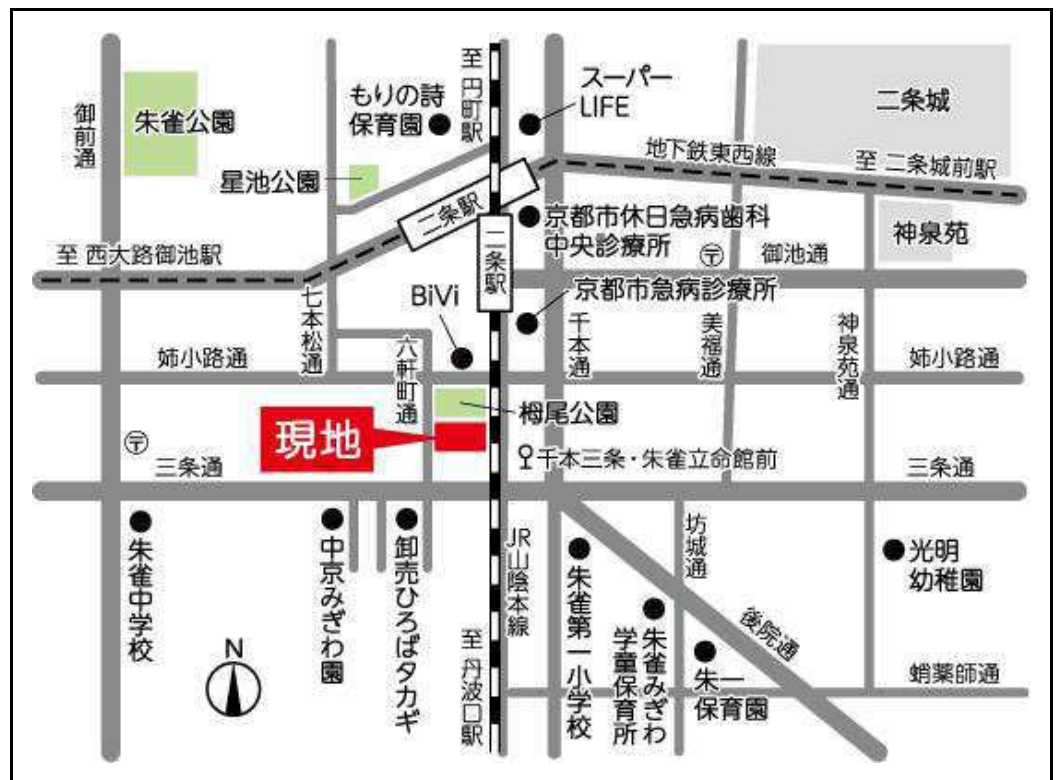 至 円町駅
スーパー
LIFE
二条城
御前通
朱雀公園
もりの詩
保育園
星池公園
地下鉄東西線
至 二条城前駅
二条駅
二条駅
京都市休日急病歯科
中央診療所
神泉苑
至 西大路御池駅
〒
御池通
BiVi
京都市急病診療所
七本松通
六軒町通
千本通
美福通
神泉苑通
姉小路通
姉小路通
栂尾公園
現地
〒
三条通
千本三条・朱雀立命館前
三条通
朱雀中学校
中京みぎわ園
卸売ひろばタカギ
JR山陰本線
朱雀第一小学校
坊城通
光明
幼稚園
朱雀みぎわ
学童保育所
後院通
朱一
保育園
蛸薬師通
至 丹波口駅
N